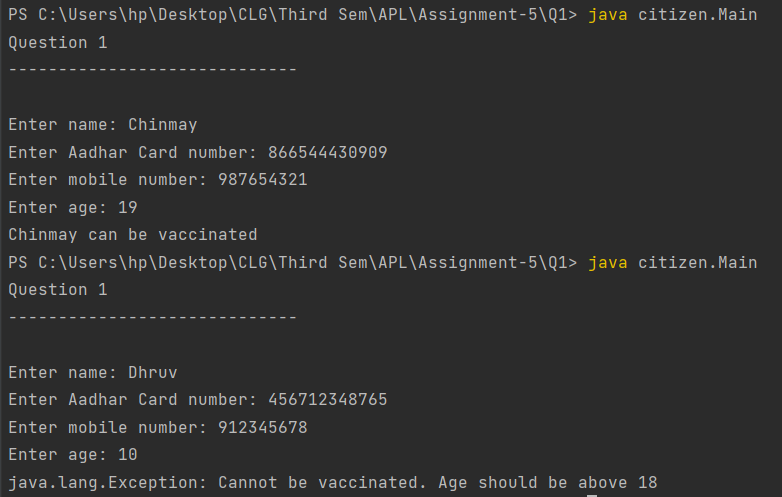 PS C:\Users\hp\Desktop\CLG\Third Sem\APL\Assignment-5\Q1> java citizen.Main
Question 1
-----------------------------
Enter name: Chinmay
Enter Aadhar Card number: 866544430909
Enter mobile number: 987654321
Enter age: 19
Chinmay can be vaccinated
PS C:\Users\hp\Desktop\CLG\Third Sem\APL\Assignment-5\Q1> java citizen.Main
Question 1
-----------------------------
Enter name: Dhruv
Enter Aadhar Card number: 456712348765
Enter mobile number: 912345678
Enter age: 10
java.lang.Exception: Cannot be vaccinated. Age should be above 18